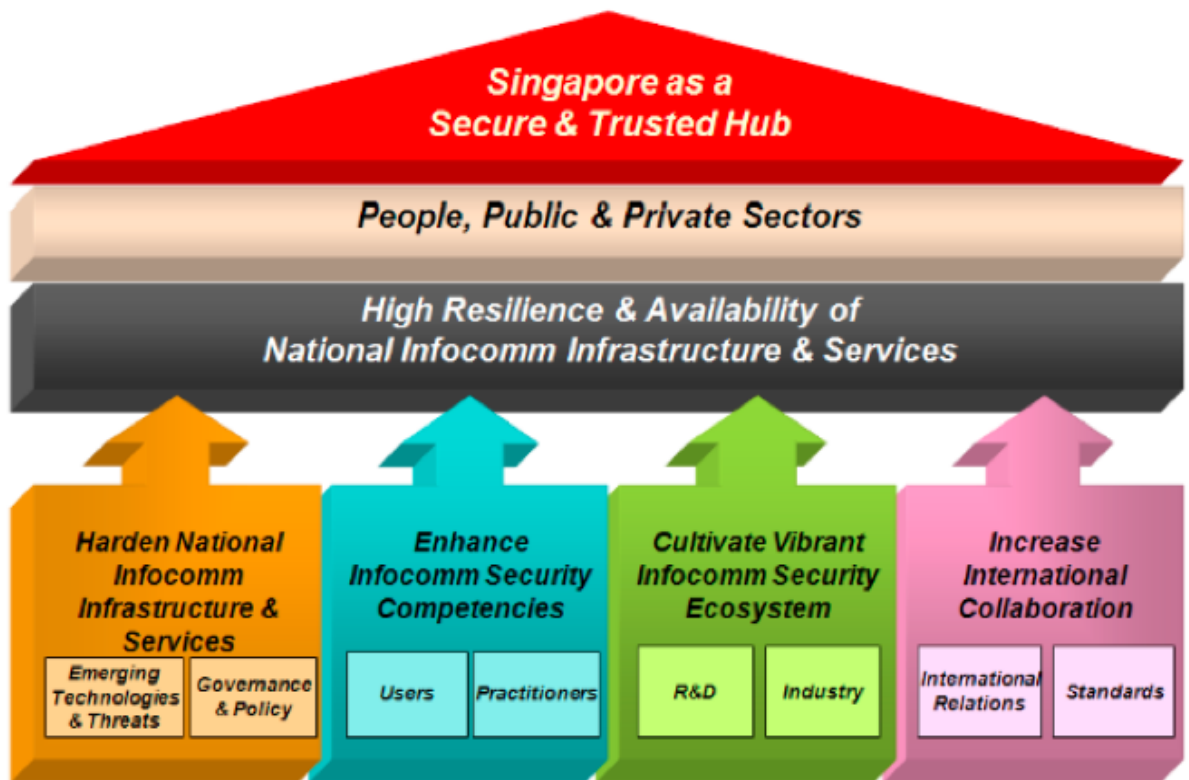 Singapore as a
Secure & Trusted Hub
People, Public & Private Sectors
High Resilience & Availability of
National Infocomm Infrastructure & Services
Harden National
Infocomm
Infrastructure &
Services
Emerging
Technologies
& Threats
Governance
& Policy
Enhance
Infocomm Security
Competencies
Users
Practitioners
Cultivate Vibrant
Infocomm Security
Ecosystem
R&D
Industry
Increase
International
Collaboration
International
Relations
Standards